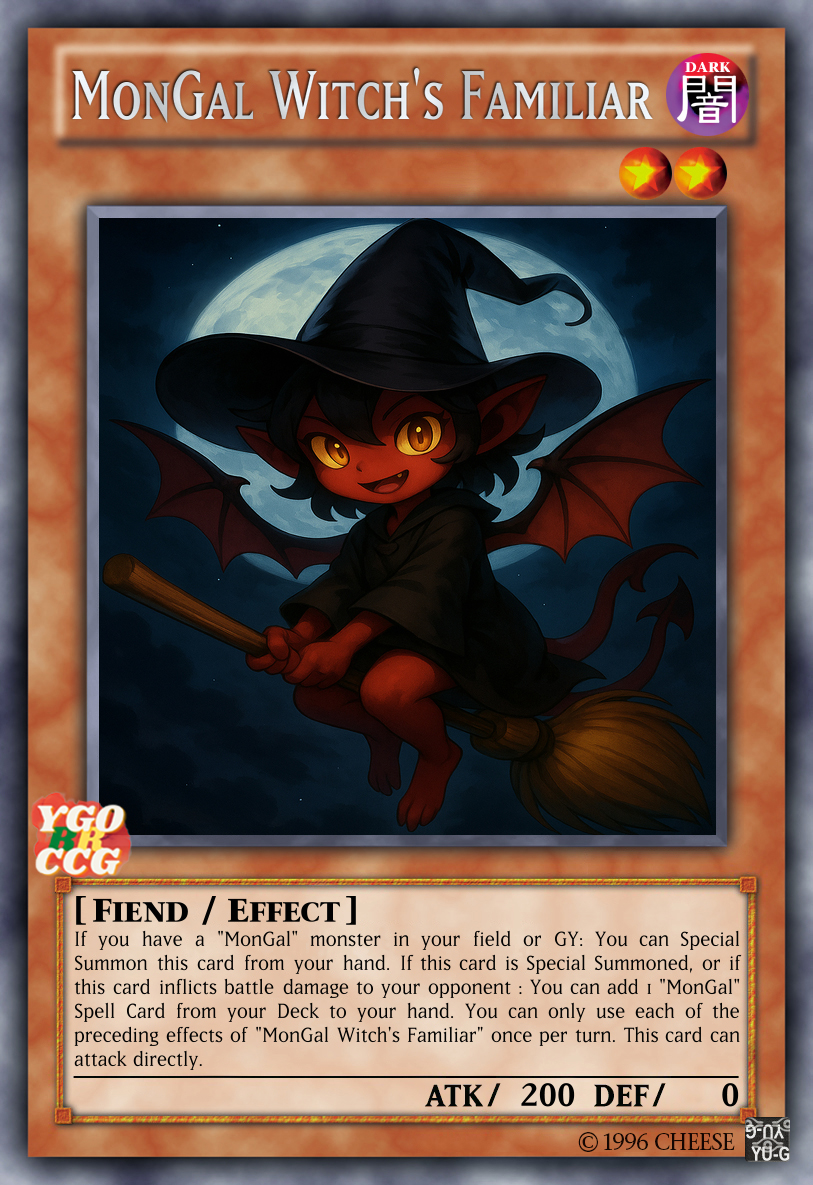 MonGal Witch's Familiar
DARK
闇
YGO
BR
CCG
[ Fiend / Effect ]
If you have a "MonGal" monster in your field or GY: You can Special
Summon this card from your hand. If this card is Special Summoned, or if
this card inflicts battle damage to your opponent : You can add 1 "MonGal"
Spell Card from your Deck to your hand. You can only use each of the
preceding effects of "MonGal Witch's Familiar" once per turn. This card can
attack directly.
ATK/ 200 DEF/ 0
© 1996 CHEESE
YU-G